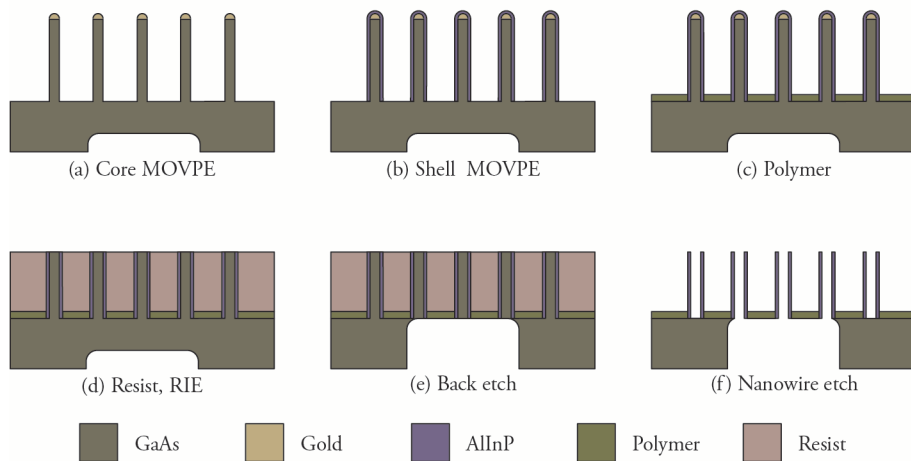 (a) Core MOVPE
(b) Shell MOVPE
(c) Polymer
(d) Resist, RIE
(e) Back etch
(f) Nanowire etch
GaAs
Gold
AlInP
Polymer
Resist